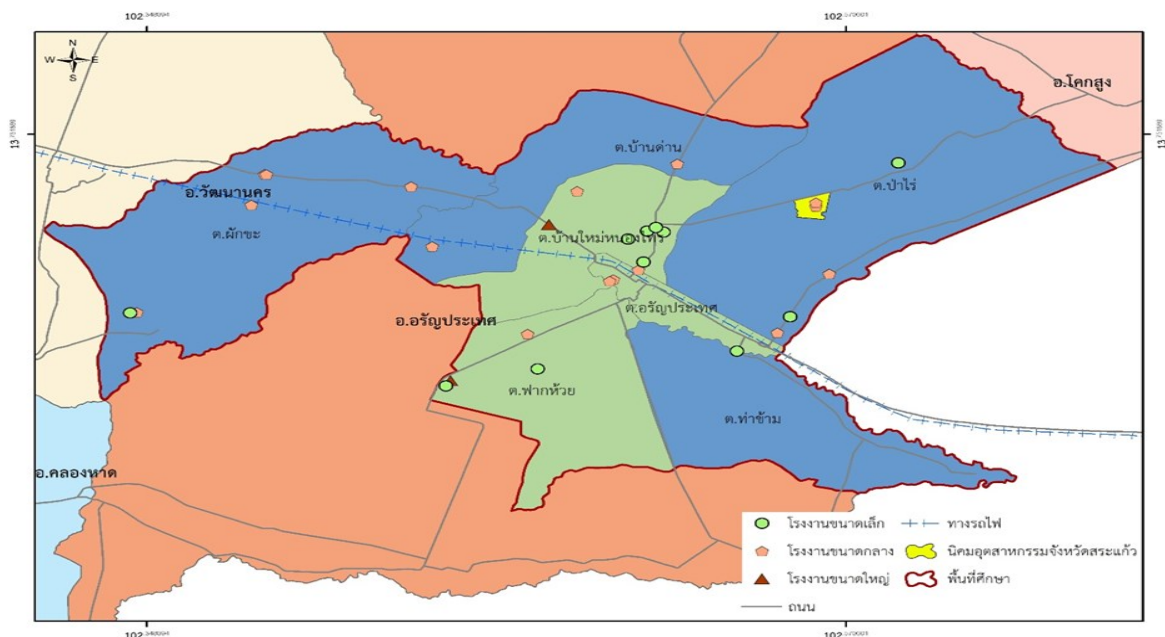 N
W E
S
อ.โคกสูง
ต.บ้านด่าน
ต.ป่าไร่
อ.วัฒนานคร
ต.ผักขะ
ต.บ้านใหม่หนองไทร
ต.อรัญประเทศ
อ.อรัญประเทศ
ต.ฟากห้วย
ต.ท่าข้าม
อ.คลองหาด
โรงงานขนาดเล็ก
ทางรถไฟ
โรงงานขนาดกลาง
นิคมอุตสาหกรรมจังหวัดสระแก้ว
โรงงานขนาดใหญ่
พื้นที่ศึกษา
ถนน